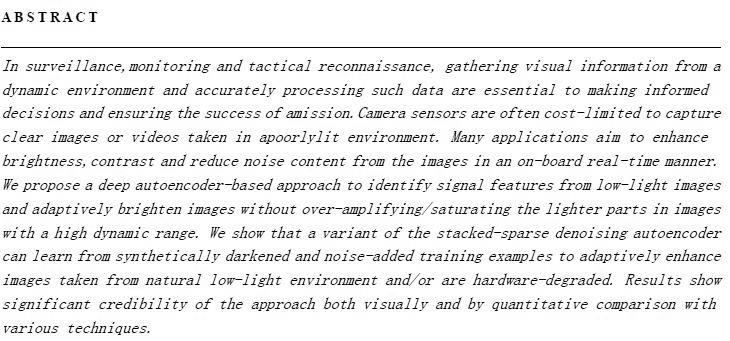 ABSTRACT
In surveillance, monitoring and tactical reconnaissance, gathering visual information from a
dynamic environment and accurately processing such data are essential to making informed
decisions and ensuring the success of amission. Camera sensors are often cost-limited to capture
clear images or videos taken in apoorlylit environment. Many applications aim to enhance
brightness, contrast and reduce noise content from the images in an on-board real-time manner.
We propose a deep autoencoder-based approach to identify signal features from low-light images
and adaptively brighten images without over-amplifying/saturating the lighter parts in images
with a high dynamic range. We show that a variant of the stacked-sparse denoising autoencoder
can learn from synthetically darkened and noise-added training examples to adaptively enhance
images taken from natural low-light environment and/or are hardware-degraded. Results show
significant credibility of the approach both visually and by quantitative comparison with
various techniques.